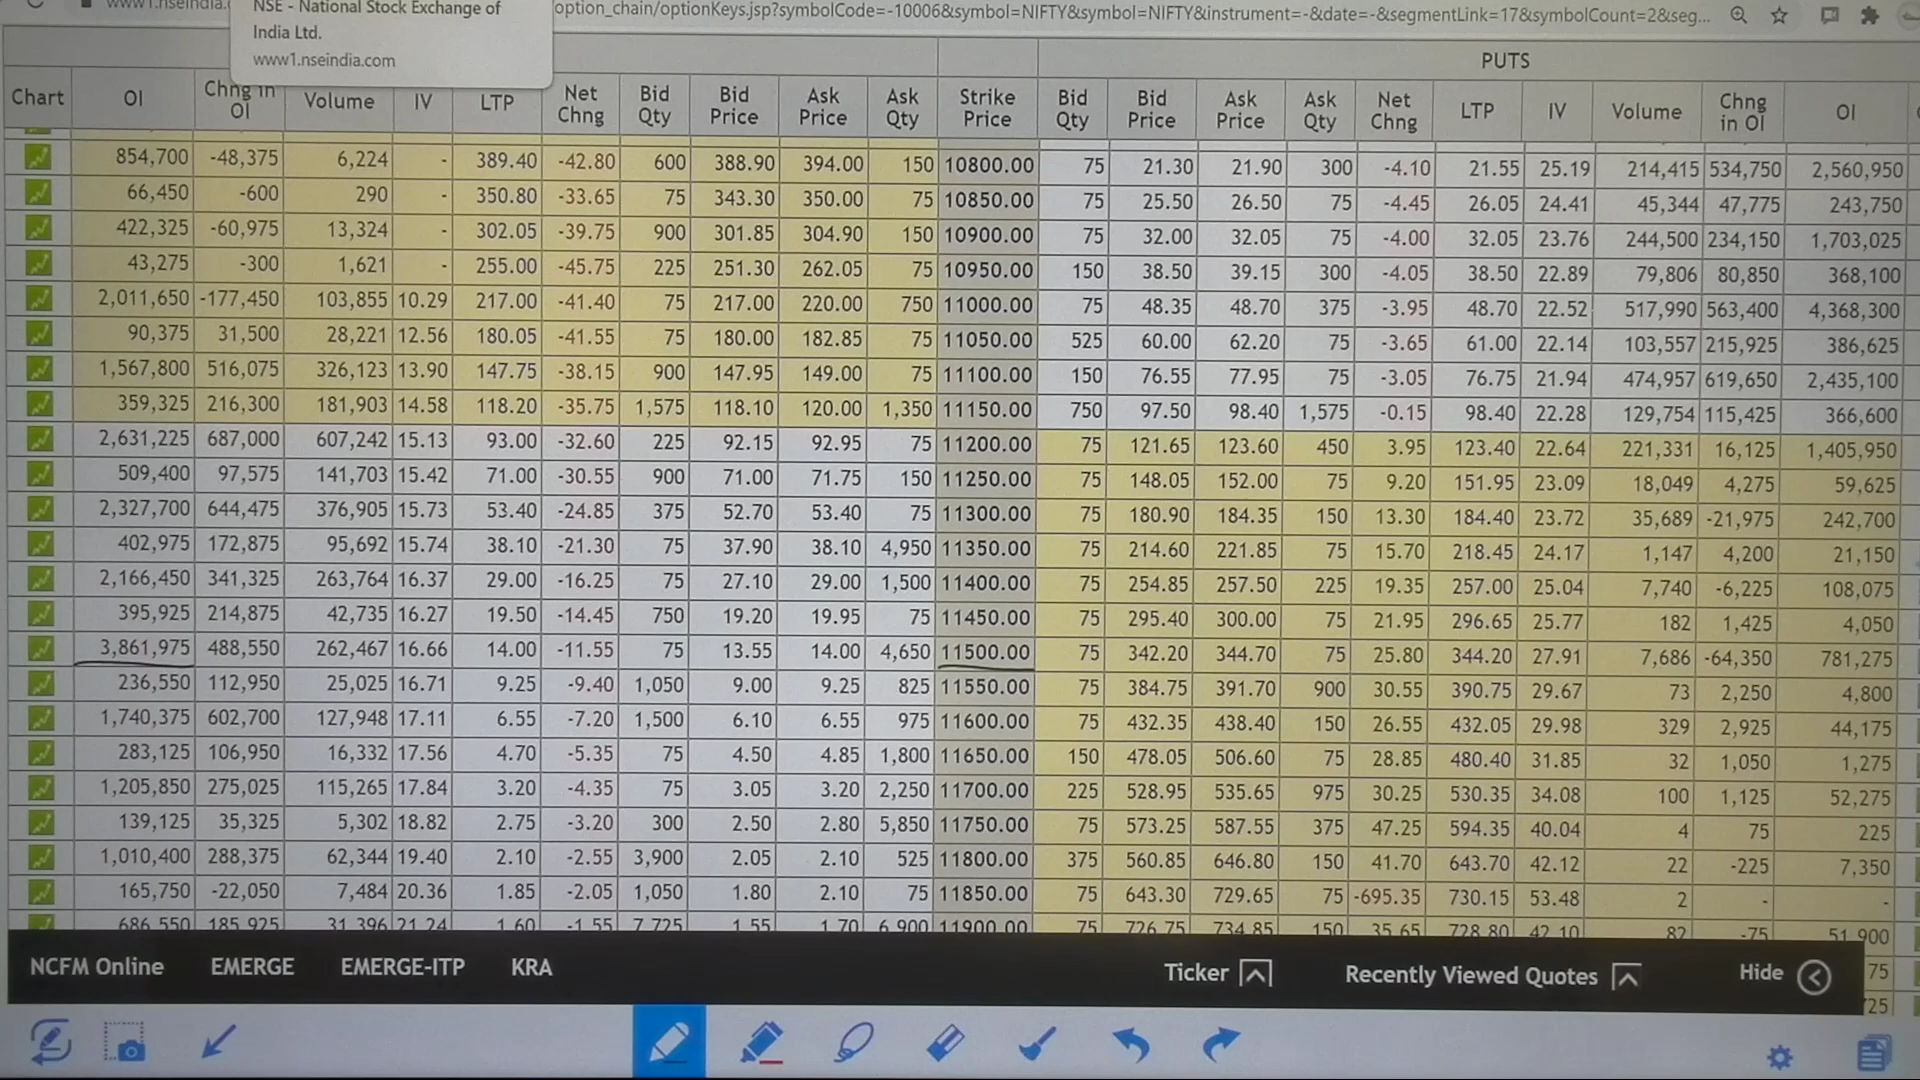 www1.nseindia.
option_chain/optionKeys.jsp?symbolCode=-10006&symbol=NIFTY&symbol=NIFTY&instrument=-&date=-&segmentLink=17&symbolCount=2&seg...
NSE - National Stock Exchange of
India Ltd.
www1.nseindia.com
PUTS
Chart OI Chng in OI Volume IV LTP Net Chng Bid Qty Bid Price Ask Price Ask Qty Strike Price Bid Qty Bid Price Ask Price Ask Qty Net Chng LTP IV Volume Chng in OI OI
854,700 -48,375 6,224 - 389.40 -42.80 600 388.90 394.00 150 10800.00 75 21.30 21.90 300 -4.10 21.55 25.19 214,415 534,750 2,560,950
66,450 -600 290 - 350.80 -33.65 75 343.30 350.00 75 10850.00 75 25.50 26.50 75 -4.45 26.05 24.41 45,344 47,775 243,750
422,325 -60,975 13,324 - 302.05 -39.75 900 301.85 304.90 150 10900.00 75 32.00 32.05 75 -4.00 32.05 23.76 244,500 234,150 1,703,025
43,275 -300 1,621 - 255.00 -45.75 225 251.30 262.05 75 10950.00 150 38.50 39.15 300 -4.05 38.50 22.89 79,806 80,850 368,100
2,011,650 -177,450 103,855 10.29 217.00 -41.40 75 217.00 220.00 750 11000.00 75 48.35 48.70 375 -3.95 48.70 22.52 517,990 563,400 4,368,300
90,375 31,500 28,221 12.56 180.05 -41.55 75 180.00 182.85 75 11050.00 525 60.00 62.20 75 -3.65 61.00 22.14 103,557 215,925 386,625
1,567,800 516,075 326,123 13.90 147.75 -38.15 900 147.95 149.00 75 11100.00 150 76.55 77.95 75 -3.05 76.75 21.94 474,957 619,650 2,435,100
359,325 216,300 181,903 14.58 118.20 -35.75 1,575 118.10 120.00 1,350 11150.00 750 97.50 98.40 1,575 -0.15 98.40 22.28 129,754 115,425 366,600
2,631,225 687,000 607,242 15.13 93.00 -32.60 225 92.15 92.95 75 11200.00 75 121.65 123.60 450 3.95 123.40 22.64 221,331 16,125 1,405,950
509,400 97,575 141,703 15.42 71.00 -30.55 900 71.00 71.75 150 11250.00 75 148.05 152.00 75 9.20 151.95 23.09 18,049 4,275 59,625
2,327,700 644,475 376,905 15.73 53.40 -24.85 375 52.70 53.40 75 11300.00 75 180.90 184.35 150 13.30 184.40 23.72 35,689 -21,975 242,700
402,975 172,875 95,692 15.74 38.10 -21.30 75 37.90 38.10 4,950 11350.00 75 214.60 221.85 75 15.70 218.45 24.17 1,147 4,200 21,150
2,166,450 341,325 263,764 16.37 29.00 -16.25 75 27.10 29.00 1,500 11400.00 75 254.85 257.50 225 19.35 257.00 25.04 7,740 -6,225 108,075
395,925 214,875 42,735 16.27 19.50 -14.45 750 19.20 19.95 75 11450.00 75 295.40 300.00 75 21.95 296.65 25.77 182 1,425 4,050
3,861,975 488,550 262,467 16.66 14.00 -11.55 75 13.55 14.00 4,650 11500.00 75 342.20 344.70 75 25.80 344.20 27.91 7,686 -64,350 781,275
236,550 112,950 25,025 16.71 9.25 -9.40 1,050 9.00 9.25 825 11550.00 75 384.75 391.70 900 30.55 390.75 29.67 73 2,250 4,800
1,740,375 602,700 127,948 17.11 6.55 -7.20 1,500 6.10 6.55 975 11600.00 75 432.35 438.40 150 26.55 432.05 29.98 329 2,925 44,175
283,125 106,950 16,332 17.56 4.70 -5.35 75 4.50 4.85 1,800 11650.00 150 478.05 506.60 75 28.85 480.40 31.85 32 1,050 1,275
1,205,850 275,025 115,265 17.84 3.20 -4.35 75 3.05 3.20 2,250 11700.00 225 528.95 535.65 975 30.25 530.35 34.08 100 1,125 52,275
139,125 35,325 5,302 18.82 2.75 -3.20 300 2.50 2.80 5,850 11750.00 75 573.25 587.55 375 47.25 594.35 40.04 4 75 225
1,010,400 288,375 62,344 19.40 2.10 -2.55 3,900 2.05 2.10 525 11800.00 375 560.85 646.80 150 41.70 643.70 42.12 22 -225 7,350
165,750 -22,050 7,484 20.36 1.85 -2.05 1,050 1.80 2.10 75 11850.00 75 643.30 729.65 75 -695.35 730.15 53.48 2 - -
686,550 185,925 31,396 21.24 1.60 -1.55 7,725 1.55 1.70 6,900 11900.00 75 726.75 734.85 150 35.65 728.80 42.10 82 -75 51,900
NCFM Online EMERGE EMERGE-ITP KRA Ticker Recently Viewed Quotes Hide
75
725